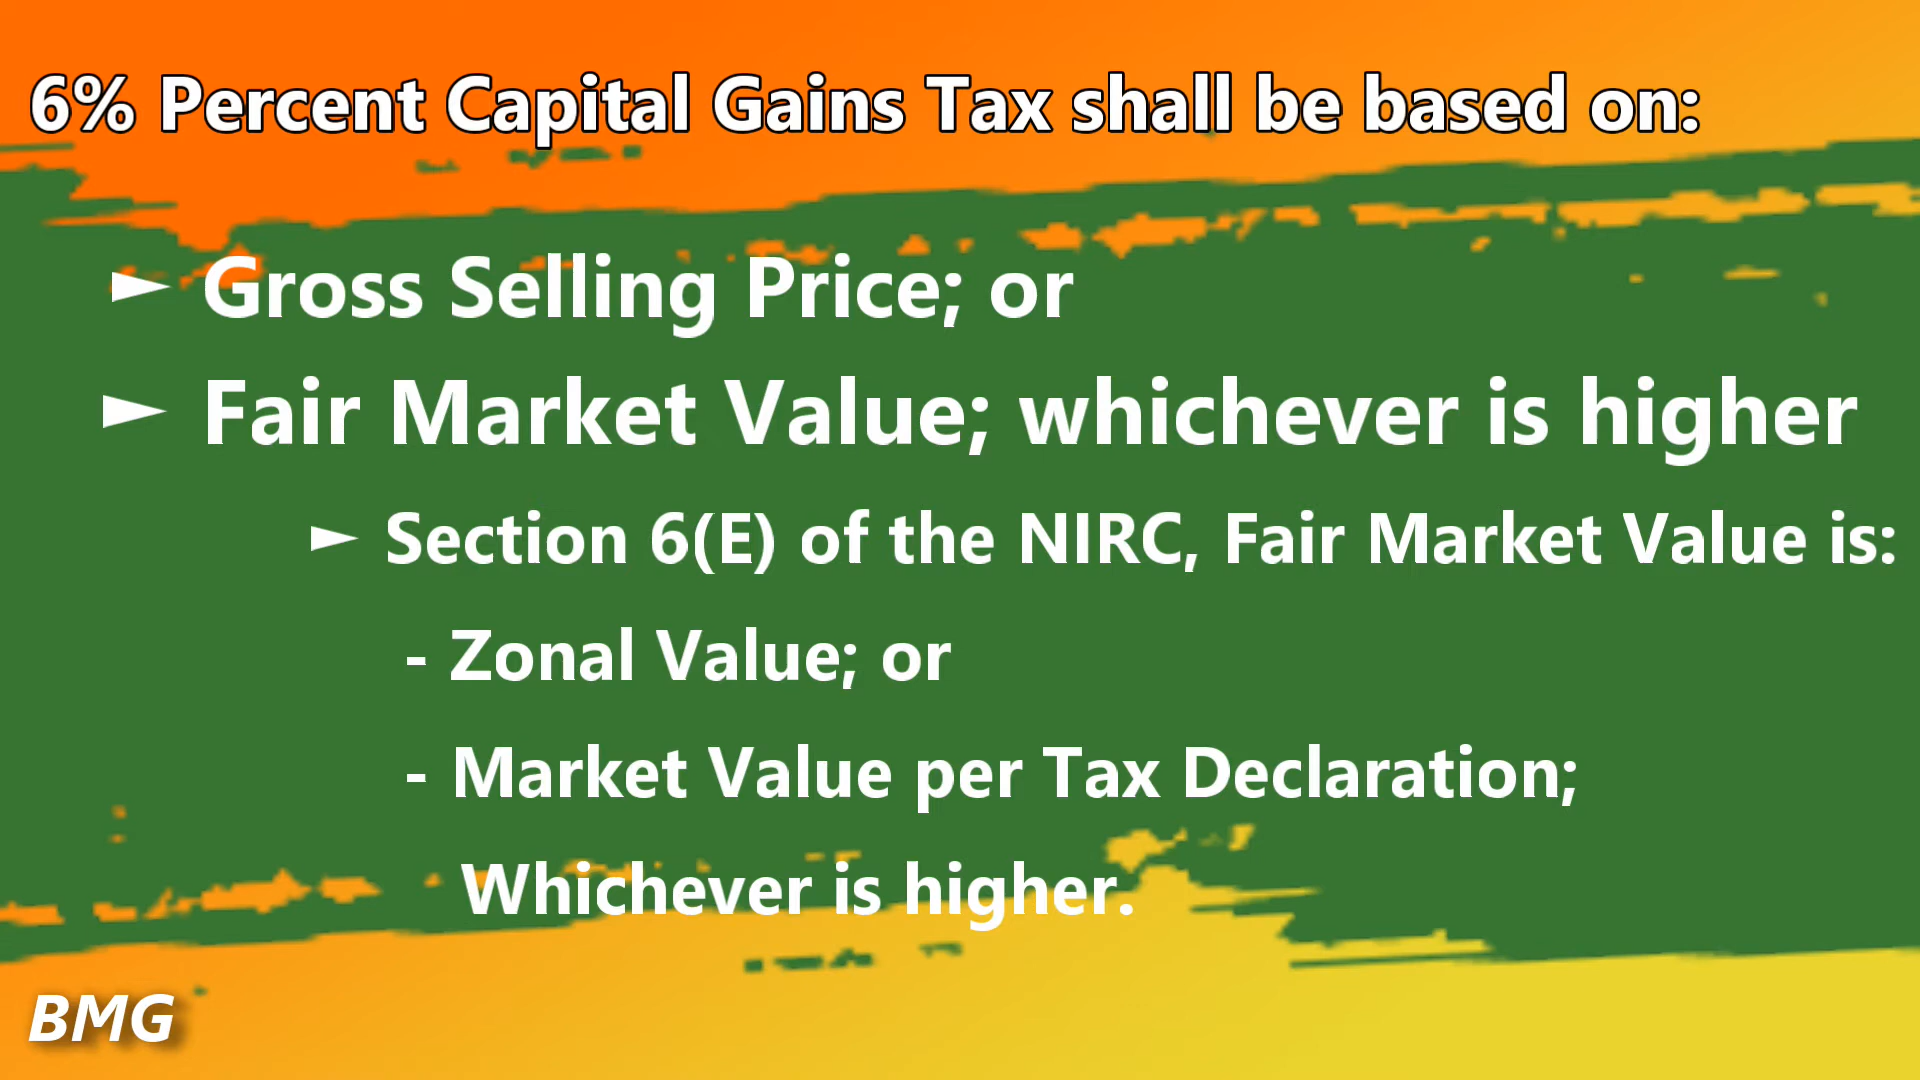 6% Percent Capital Gains Tax shall be based on:
► Gross Selling Price; or
► Fair Market Value; whichever is higher
► Section 6(E) of the NIRC, Fair Market Value is:
- Zonal Value; or
- Market Value per Tax Declaration;
Whichever is higher.
BMG